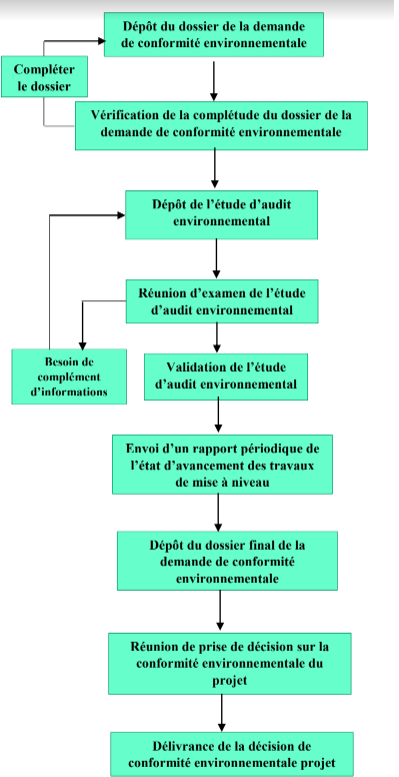 Dépôt du dossier de la demande
de conformité environnementale
Compléter
le dossier
Vérification de la complétude du dossier de la
demande de conformité environnementale
Dépôt de l'étude d'audit
environnemental
Réunion d'examen de l'étude
d'audit environnemental
Besoin de
complément
d'informations
Validation de l'étude
d'audit environnemental
Envoi d'un rapport périodique de
l'état d'avancement des travaux
de mise à niveau
Dépôt du dossier final de la
demande de conformité
environnementale
Réunion de prise de décision sur la
conformité environnementale du
projet
Délivrance de la décision de
conformité environnementale projet